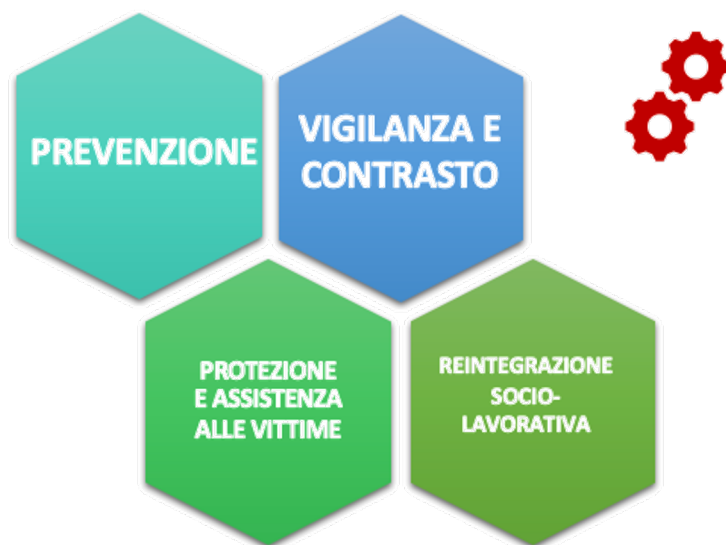 PREVENZIONE
VIGILANZA E
CONTRASTO
PROTEZIONE
E ASSISTENZA
ALLE VITTIME
REINTEGRAZIONE
SOCIO-
LAVORATIVA